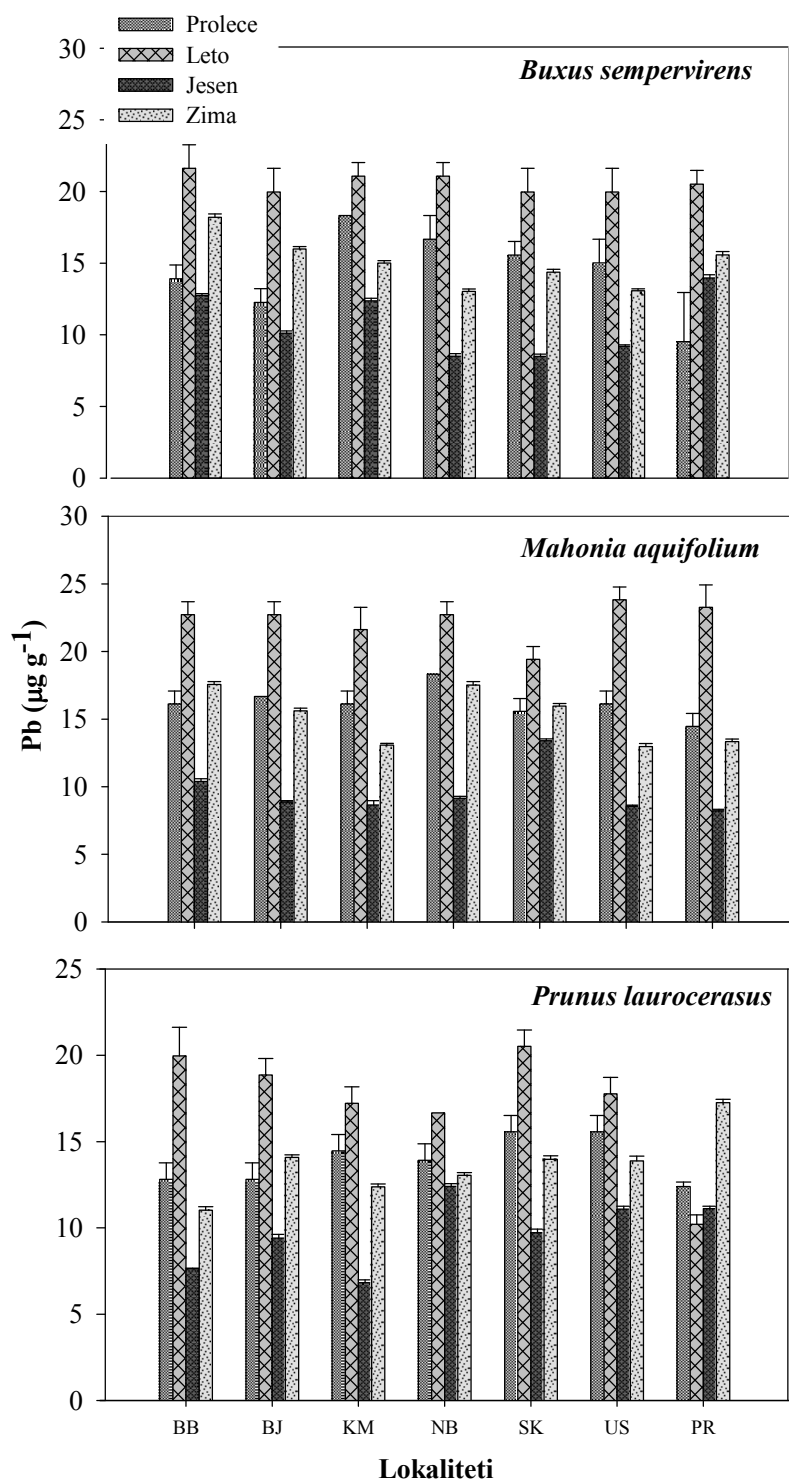 Prolece
Leto
Jesen
Zima
Buxus sempervirens
30
25
20
15
10
5
0
Mahonia aquifolium
30
25
20
15
10
5
0
Pb (µg g-1)
Prunus laurocerasus
25
20
15
10
5
0
BB BJ KM NB SK US PR
Lokaliteti